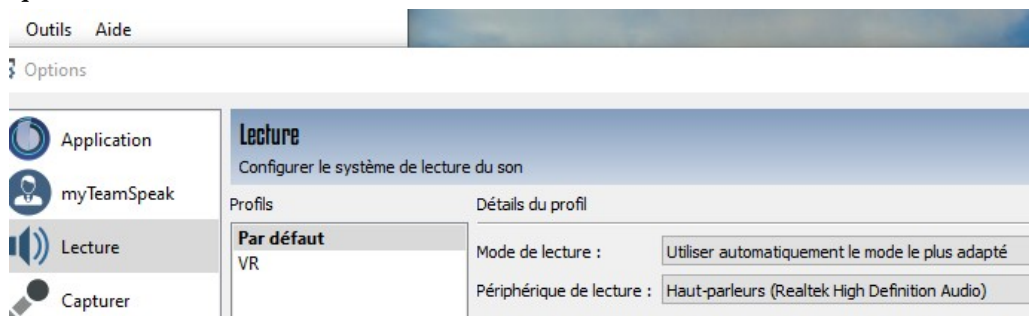 Outils Aide
Options
Application
myTeamSpeak
Lecture
Capturer
Lecture
Configurer le système de lecture du son
Profils
Par défaut
VR
Détails du profil
Mode de lecture : Utiliser automatiquement le mode le plus adapté
Périphérique de lecture : Haut-parleurs (Realtek High Definition Audio)